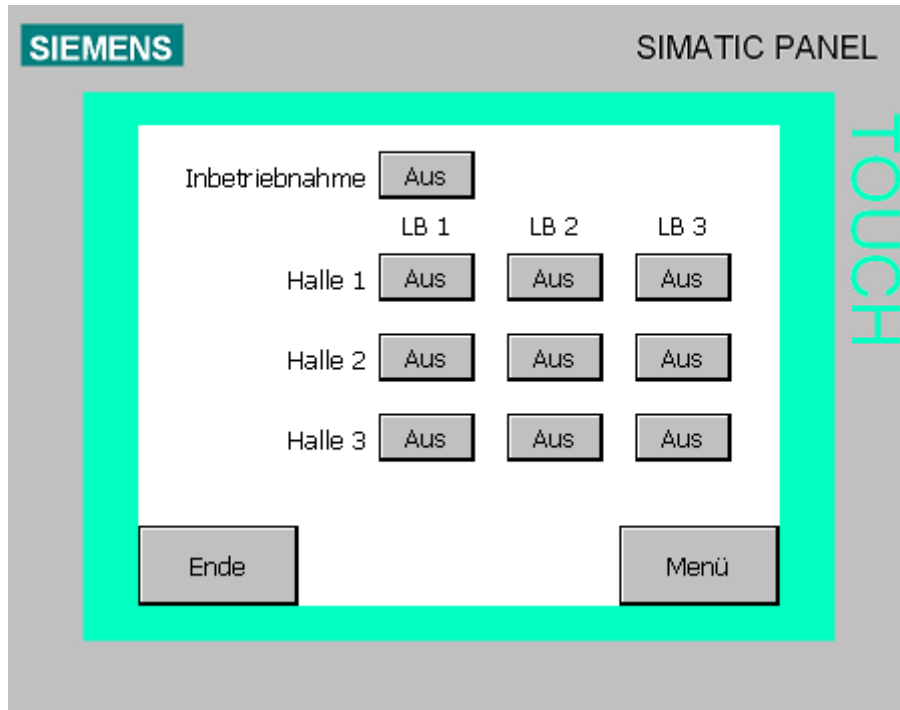 SIEMENS SIMATIC PANEL
TOUCH
Inbetriebnahme Aus
LB 1 LB 2 LB 3
Halle 1 Aus Aus Aus
Halle 2 Aus Aus Aus
Halle 3 Aus Aus Aus
Ende Menü